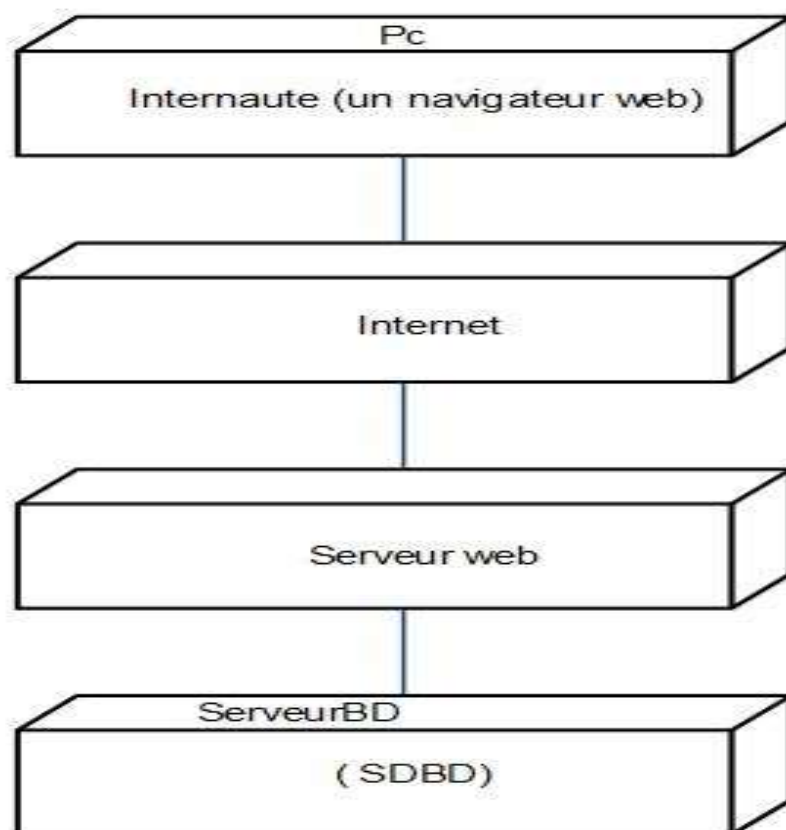 Pc
Internaute (un navigateur web)
Internet
Serveur web
ServeurBD
( SDBD)